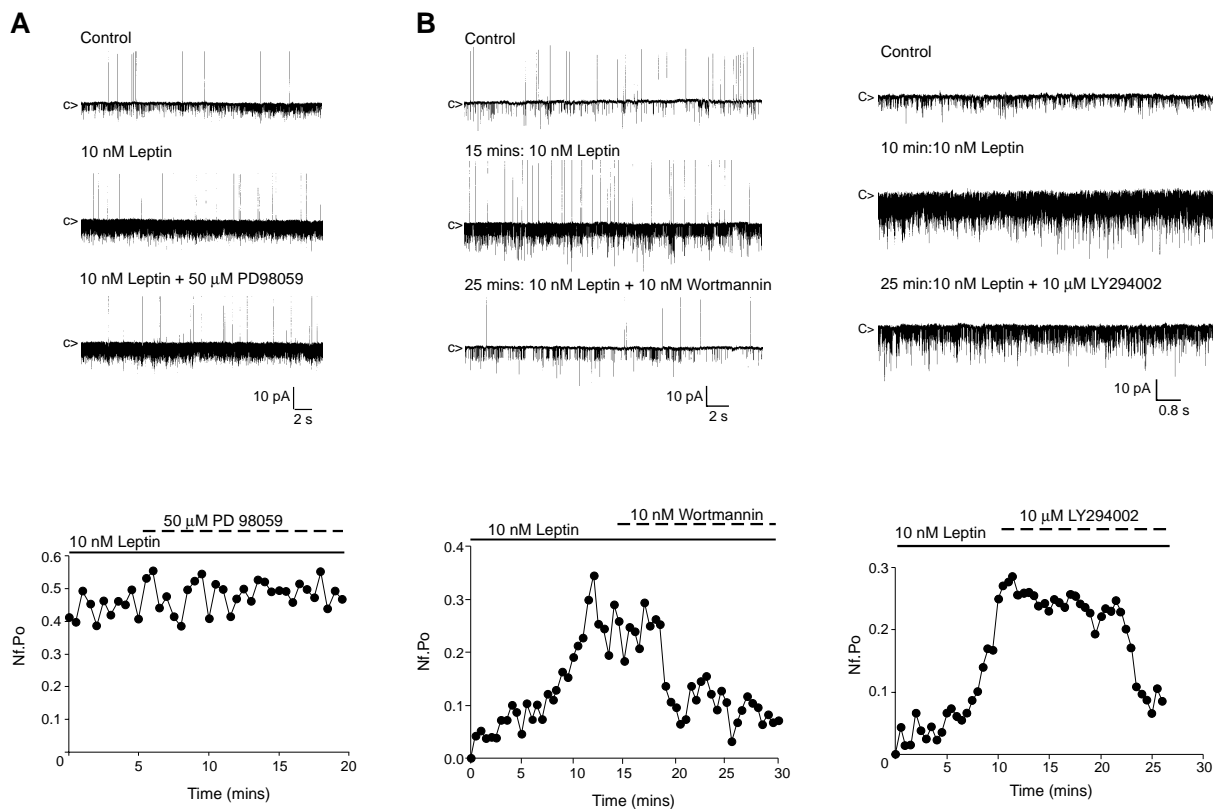 A
Control
C>
10 nM Leptin
C>
10 nM Leptin + 50 μM PD98059
C>
10 pA
2 s
50 μM PD 98059
10 nM Leptin
0.6
0.5
0.4
0.3
0.2
0.1
0 5 10 15 20
Nf.Po
Time (mins)
B
Control
C>
15 mins: 10 nM Leptin
C>
25 mins: 10 nM Leptin + 10 nM Wortmannin
C>
10 pA
2 s
10 nM Wortmannin
10 nM Leptin
0.4
0.3
0.2
0.1
0.0
0 5 10 15 20 25 30
Nf.Po
Time (mins)
Control
C>
10 min:10 nM Leptin
C>
25 min:10 nM Leptin + 10 μM LY294002
C>
10 pA
0.8 s
10 μM LY294002
10 nM Leptin
0.3
0.2
0.1
0.0
0 5 10 15 20 25 30
Nf.Po
Time (mins)